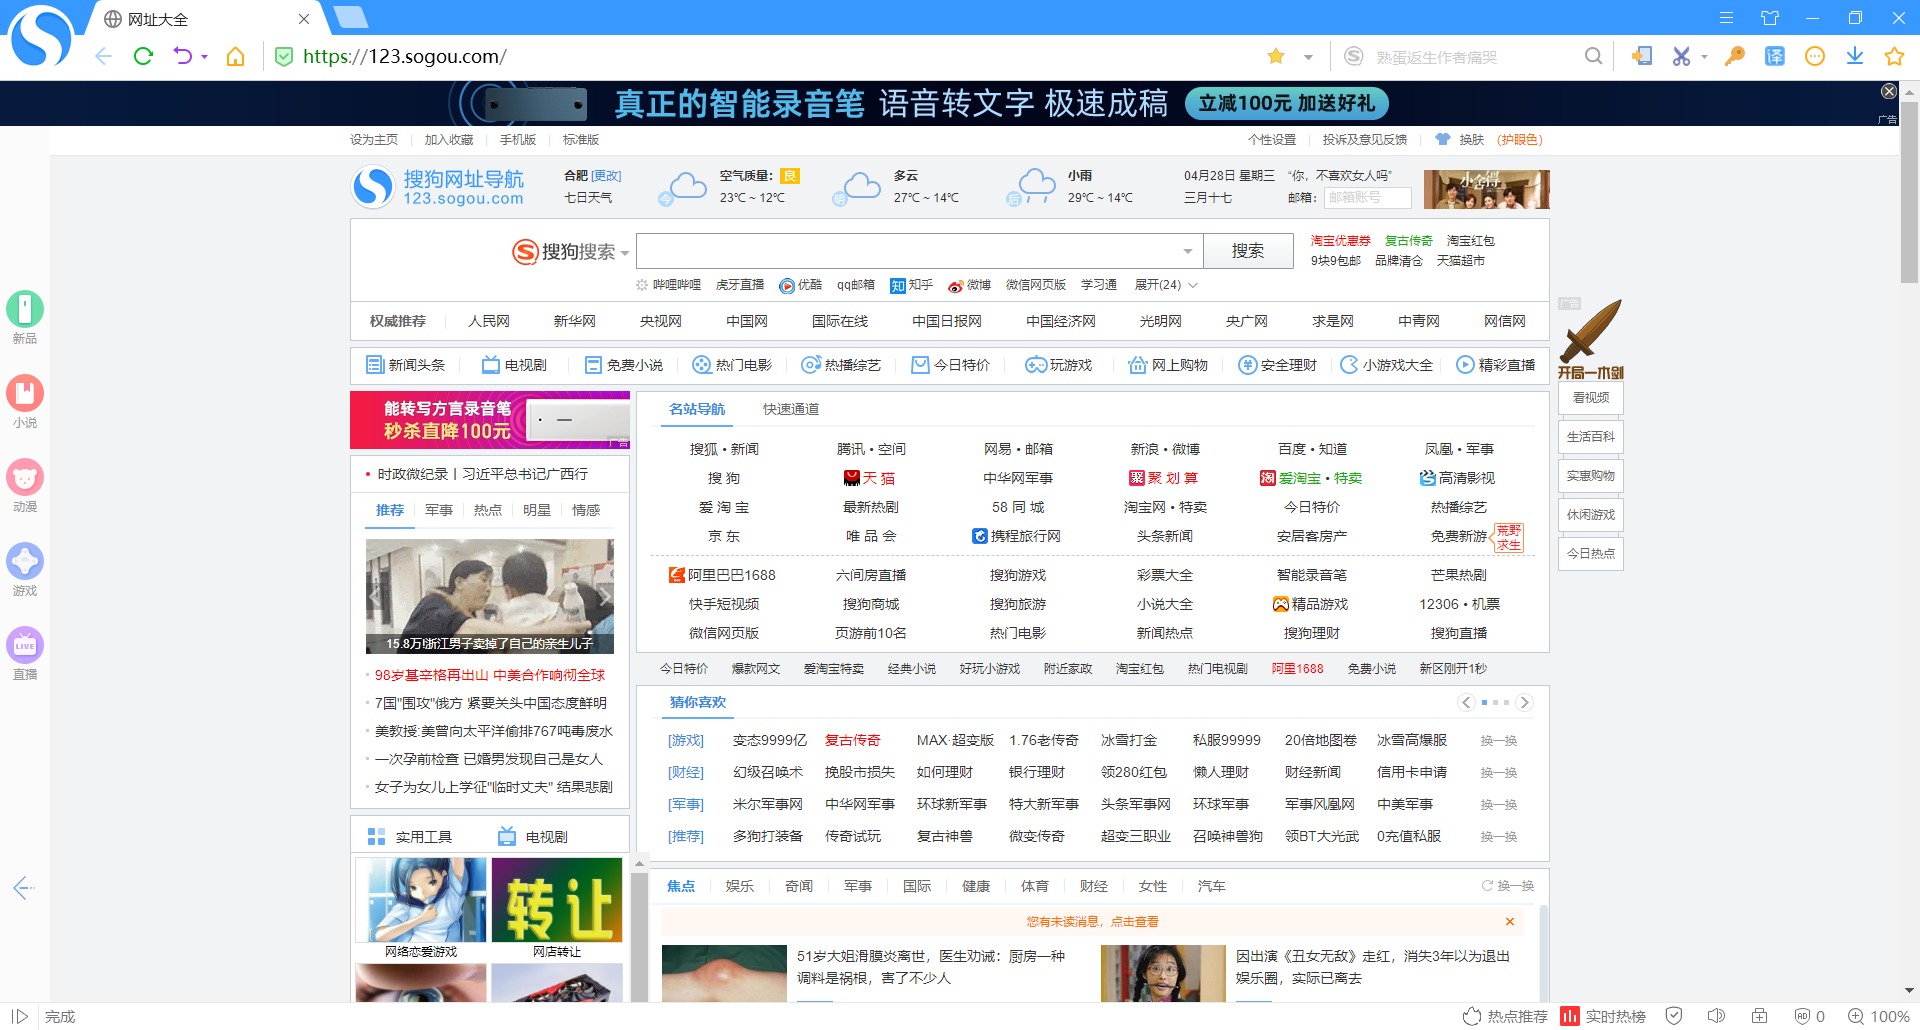 网址大全
https://123.sogou.com/
熟蛋返生作者痛哭
译
真正的智能录音笔 语音转文字 极速成稿 立减100元 加送好礼
广告
设为主页 加入收藏 手机版 标准版 个性设置 投诉及意见反馈 换肤 (护眼色)
搜狗网址导航
123.sogou.com
合肥 [更改]
七日天气
今 空气质量: 良
23℃ ~ 12℃
明 多云
27℃ ~ 14℃
后 小雨
29℃ ~ 14℃
04月28日 星期三 “你，不喜欢女人吗”
三月十七 邮箱: 邮箱账号
小舍得
搜狗搜索 搜索
淘宝优惠券 复古传奇 淘宝红包
9块9包邮 品牌清仓 天猫超市
哔哩哔哩 虎牙直播 优酷 qq邮箱 知 知乎 微博 微信网页版 学习通 展开(24)
权威推荐 人民网 新华网 央视网 中国网 国际在线 中国日报网 中国经济网 光明网 央广网 求是网 中青网 网信网
新闻头条 电视剧 免费小说 热门电影 热播综艺 今日特价 玩游戏 网上购物 安全理财 小游戏大全 精彩直播
新品
小说
动漫
游戏
LIVE
直播
能转写方言录音笔
秒杀直降100元
广告
时政微纪录丨习近平总书记广西行
推荐 军事 热点 明星 情感
15.8万!浙江男子卖掉了自己的亲生儿子
98岁基辛格再出山 中美合作响彻全球
7国"围攻"俄方 紧要关头中国态度鲜明
美教授:美曾向太平洋偷排767吨毒废水
一次孕前检查 已婚男发现自己是女人
女子为女儿上学征"临时丈夫" 结果悲剧
实用工具 电视剧
转让
网络恋爱游戏 网店转让
名站导航 快速通道
搜狐 • 新闻 腾讯 • 空间 网易 • 邮箱 新浪 • 微博 百度 • 知道 凤凰 • 军事
搜 狗 天 猫 中华网军事 聚 聚 划 算 淘 爱淘宝 • 特卖 高清影视
爱 淘 宝 最新热剧 58 同 城 淘宝网 • 特卖 今日特价 热播综艺
京 东 唯 品 会 携程旅行网 头条新闻 安居客房产 免费新游 荒野求生
阿里巴巴1688 六间房直播 搜狗游戏 彩票大全 智能录音笔 芒果热剧
快手短视频 搜狗商城 搜狗旅游 小说大全 精品游戏 12306 • 机票
微信网页版 页游前10名 热门电影 新闻热点 搜狗理财 搜狗直播
今日特价 爆款网文 爱淘宝特卖 经典小说 好玩小游戏 附近家政 淘宝红包 热门电视剧 阿里1688 免费小说 新区刚开1秒
猜你喜欢
[游戏] 变态9999亿 复古传奇 MAX·超变版 1.76老传奇 冰雪打金 私服99999 20倍地图卷 冰雪高爆服 换一换
[财经] 幻级召唤术 挽股市损失 如何理财 银行理财 领280红包 懒人理财 财经新闻 信用卡申请 换一换
[军事] 米尔军事网 中华网军事 环球新军事 特大新军事 头条军事网 环球军事 军事凤凰网 中美军事 换一换
[推荐] 多狗打装备 传奇试玩 复古神兽 微变传奇 超变三职业 召唤神兽狗 领BT大光武 0充值私服 换一换
焦点 娱乐 奇闻 军事 国际 健康 体育 财经 女性 汽车 换一换
您有未读消息，点击查看
51岁大姐滑膜炎离世，医生劝诫：厨房一种
调料是祸根，害了不少人
因出演《丑女无敌》走红，消失3年以为退出
娱乐圈，实际已离去
广告
开局一木剑
看视频
生活百科
实惠购物
休闲游戏
今日热点
完成 热点推荐 实时热榜 AD 0 100%